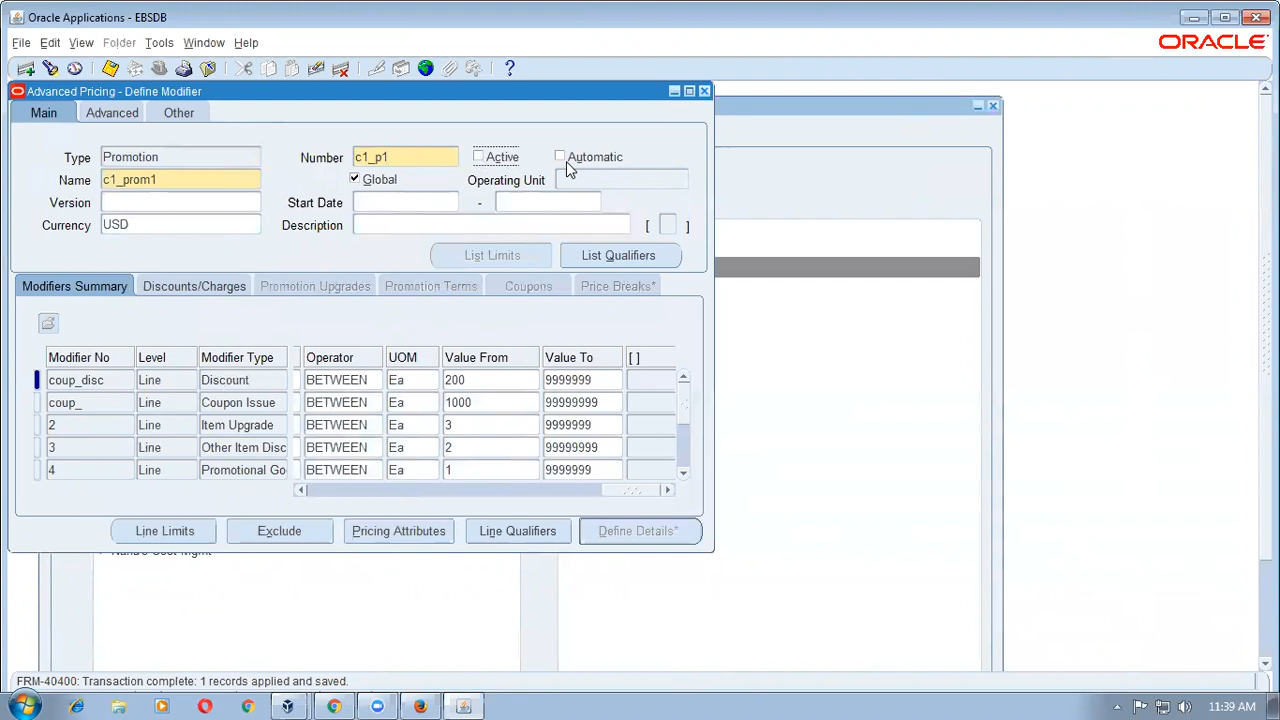 Oracle Applications - EBSDB
File Edit View Folder Tools Window Help
ORACLE
Advanced Pricing - Define Modifier
Main Advanced Other
Type Promotion Number c1_p1 Active Automatic
Name c1_prom1 Global Operating Unit
Version Start Date -
Currency USD Description [ ]
List Limits List Qualifiers
Modifiers Summary Discounts/Charges Promotion Upgrades Promotion Terms Coupons Price Breaks*
Modifier No Level Modifier Type Operator UOM Value From Value To [ ]
coup_disc Line Discount BETWEEN Ea 200 9999999
coup_ Line Coupon Issue BETWEEN Ea 1000 99999999
2 Line Item Upgrade BETWEEN Ea 3 9999999
3 Line Other Item Disc BETWEEN Ea 2 99999999
4 Line Promotional Go BETWEEN Ea 1 9999999
Line Limits Exclude Pricing Attributes Line Qualifiers Define Details*
FRM-40400: Transaction complete: 1 records applied and saved.
11:39 AM